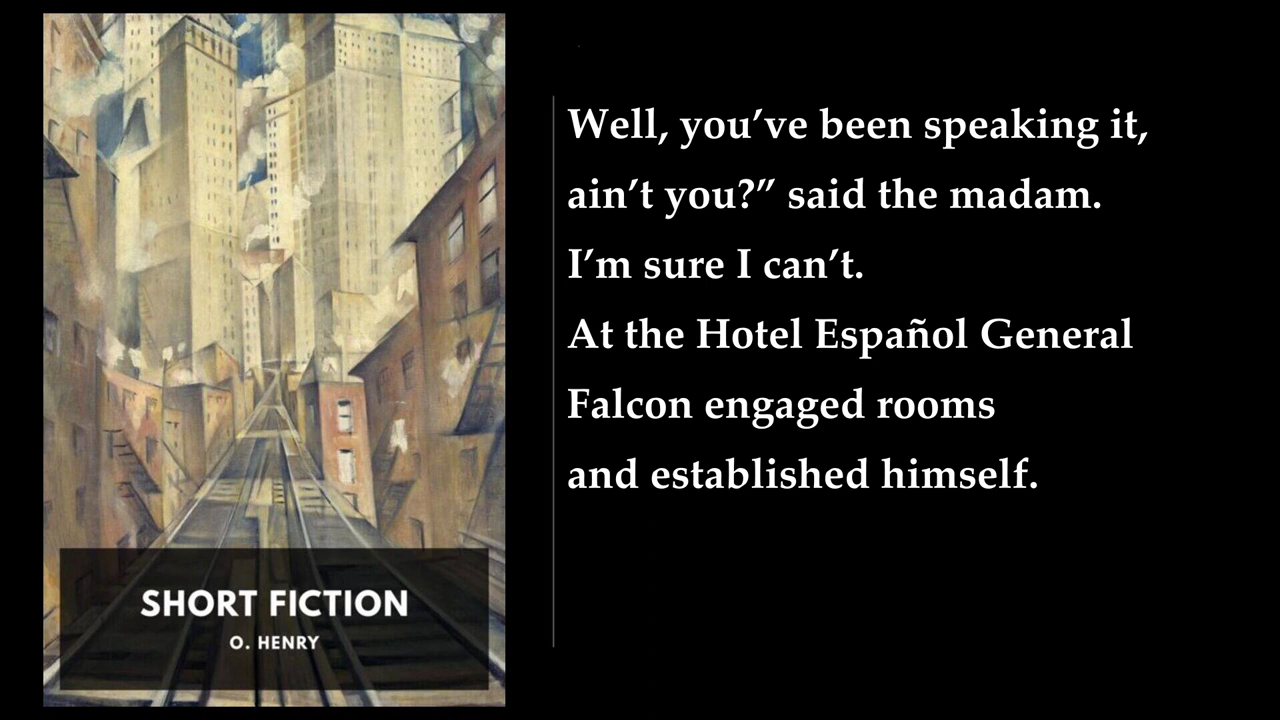 Well, you’ve been speaking it,
ain’t you?” said the madam.
I’m sure I can’t.
At the Hotel Español General
Falcon engaged rooms
and established himself.
SHORT FICTION
O. HENRY